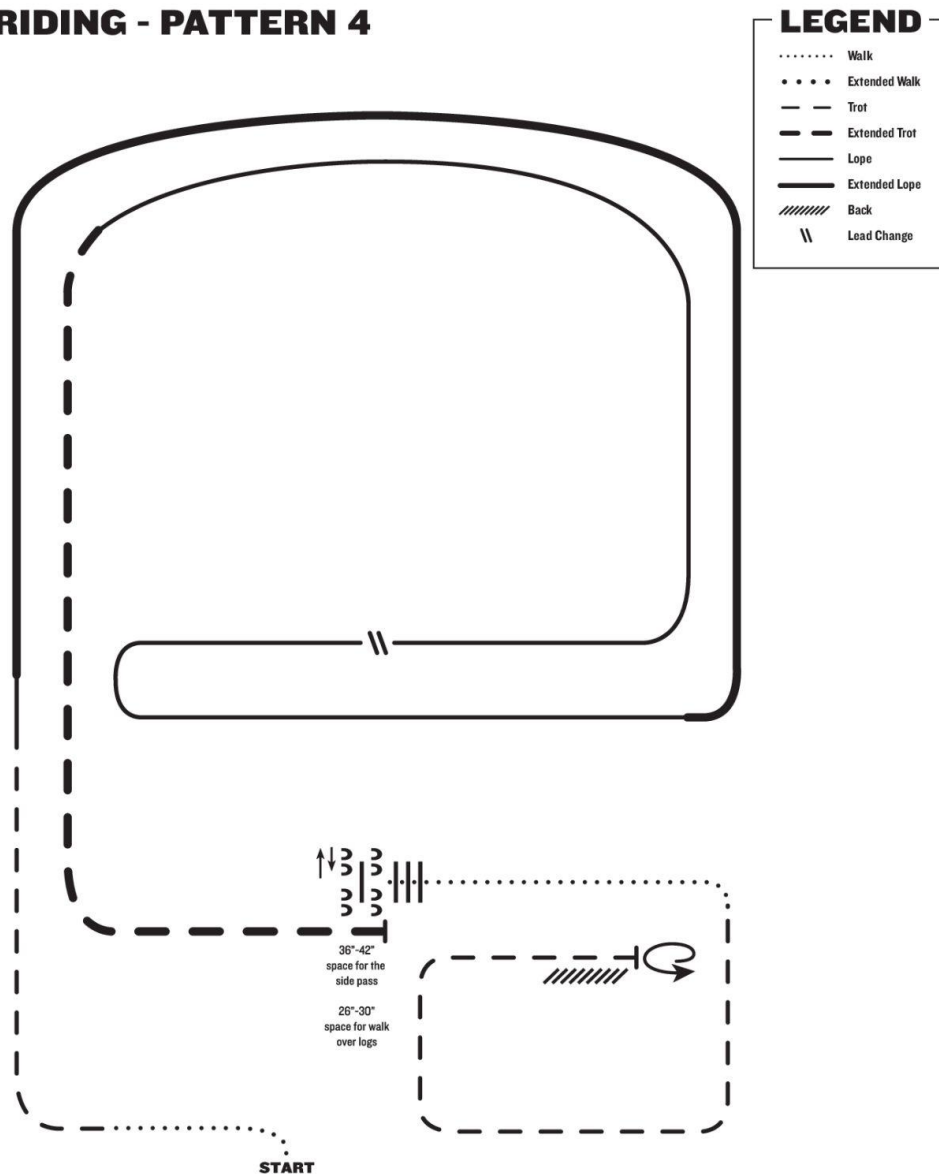 RIDING - PATTERN 4
LEGEND
Walk
Extended Walk
Trot
Extended Trot
Lope
Extended Lope
Back
Lead Change
36"-42"
space for the
side pass
26"-30"
space for walk
over logs
START